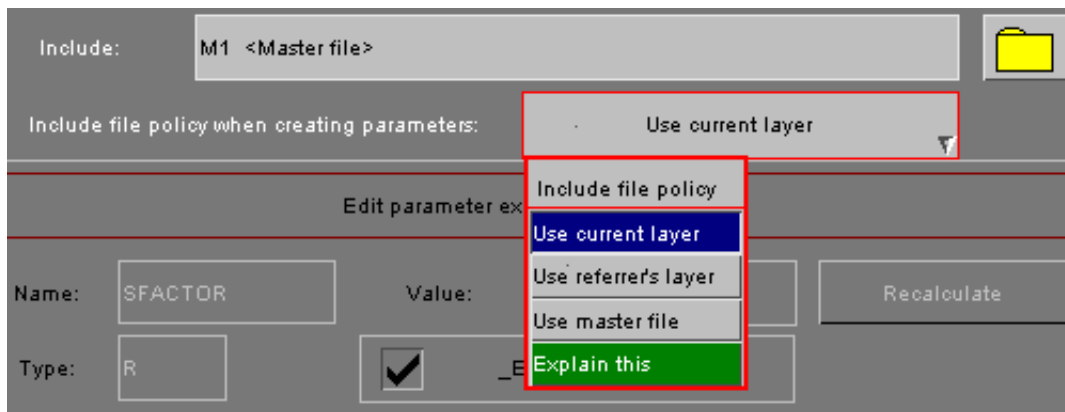 Include: M1 <Master file>
Include file policy when creating parameters: Use current layer
Include file policy
Edit parameter ex
Use current layer
Use referrer's layer
Name: SFACTOR Value: Recalculate
Use master file
Type: R _E
Explain this